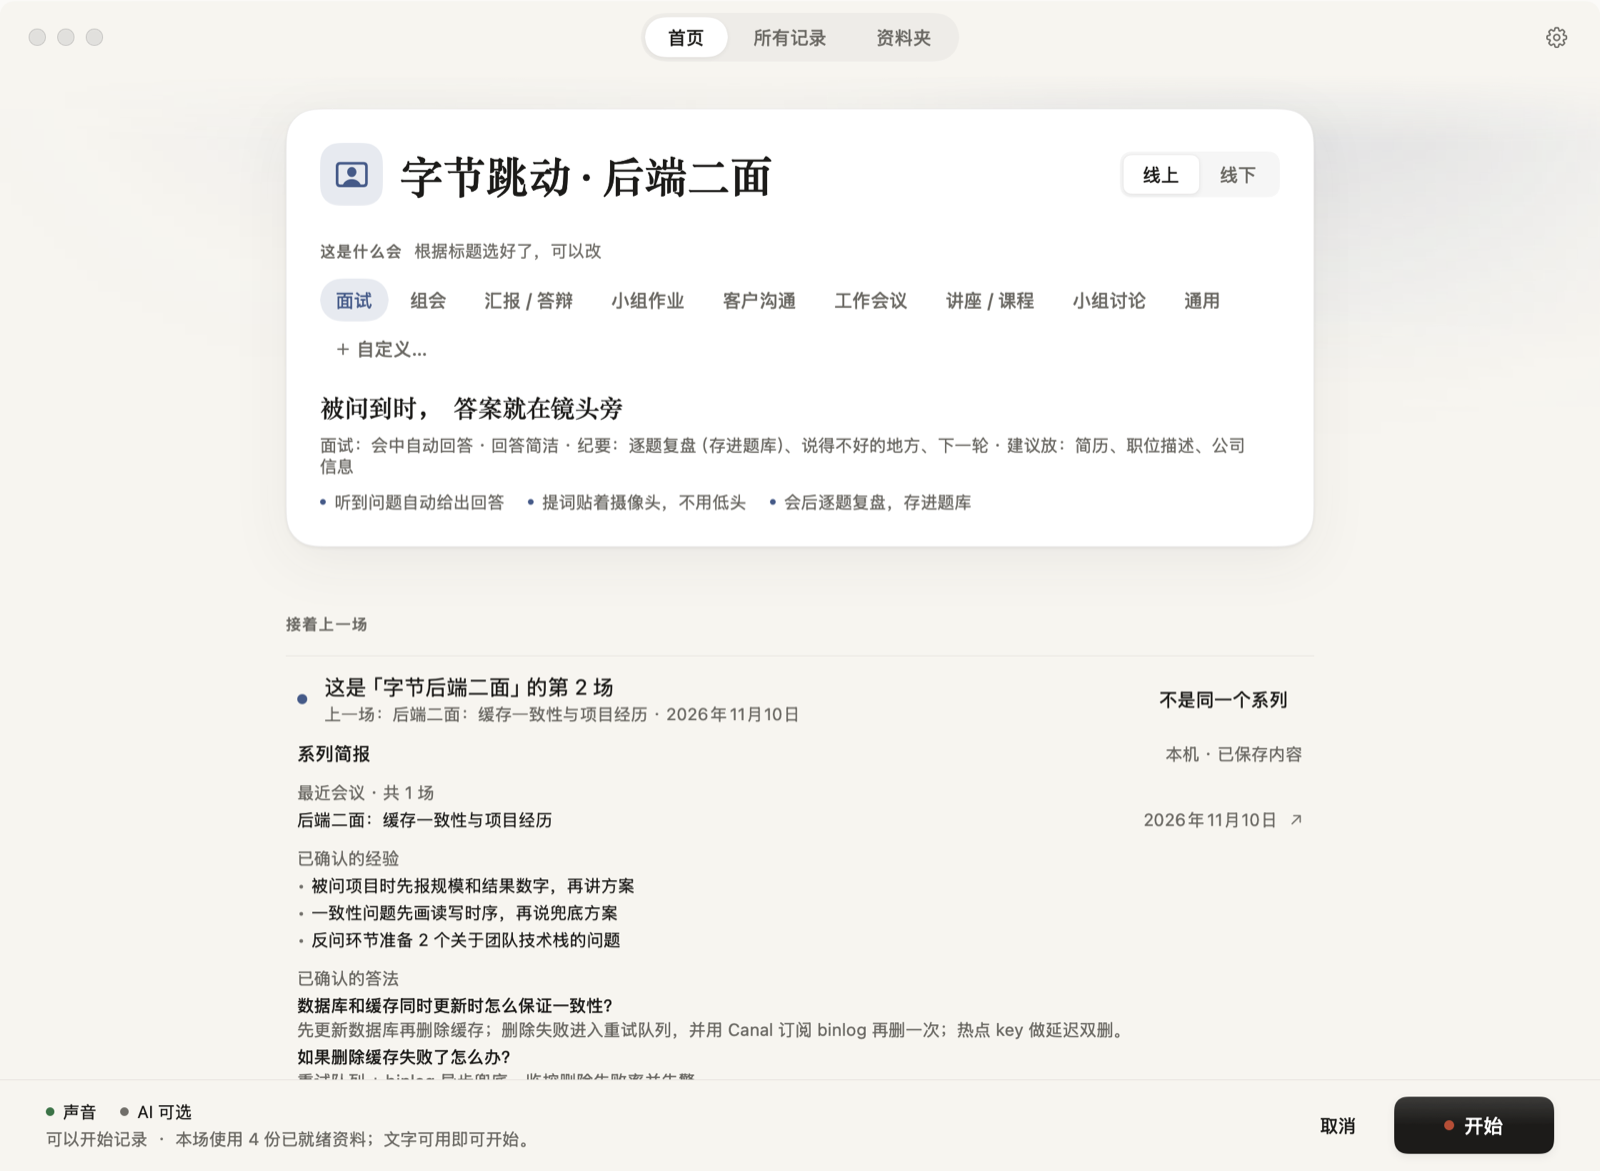 首页 所有记录 资料夹
字节跳动 · 后端二面
线上 线下
这是什么会 根据标题选好了，可以改
面试 组会 汇报 / 答辩 小组作业 客户沟通 工作会议 讲座 / 课程 小组讨论 通用
+ 自定义...
被问到时， 答案就在镜头旁
面试：会中自动回答 · 回答简洁 · 纪要：逐题复盘（存进题库）、说得不好的地方、下一轮 · 建议放：简历、职位描述、公司
信息
• 听到问题自动给出回答 • 提词贴着摄像头，不用低头 • 会后逐题复盘，存进题库
接着上一场
这是「字节后端二面」的第 2 场
上一场：后端二面：缓存一致性与项目经历 · 2026年11月10日
不是同一个系列
系列简报 本机 · 已保存内容
最近会议 · 共 1 场
后端二面：缓存一致性与项目经历 2026年11月10日 ↗
已确认的经验
• 被问项目时先报规模和结果数字，再讲方案
• 一致性问题先画读写时序，再说兜底方案
• 反问环节准备 2 个关于团队技术栈的问题
已确认的答法
数据库和缓存同时更新时怎么保证一致性？
先更新数据库再删除缓存；删除失败进入重试队列，并用 Canal 订阅 binlog 再删一次；热点 key 做延迟双删。
如果删除缓存失败了怎么办？
声音 AI 可选
可以开始记录 · 本场使用 4 份已就绪资料；文字可用即可开始。
取消 开始